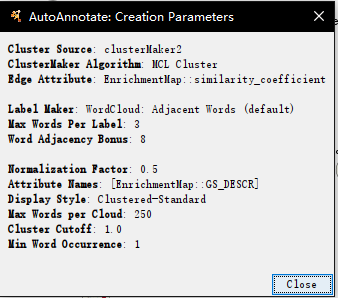 AutoAnnotate: Creation Parameters
Cluster Source: clusterMaker2
ClusterMaker Algorithm: MCL Cluster
Edge Attribute: EnrichmentMap::similarity_coefficient
Label Maker: WordCloud: Adjacent Words (default)
Max Words Per Label: 3
Word Adjacency Bonus: 8
Normalization Factor: 0.5
Attribute Names: [EnrichmentMap::GS_DESCR]
Display Style: Clustered-Standard
Max Words per Cloud: 250
Cluster Cutoff: 1.0
Min Word Occurrence: 1
Close